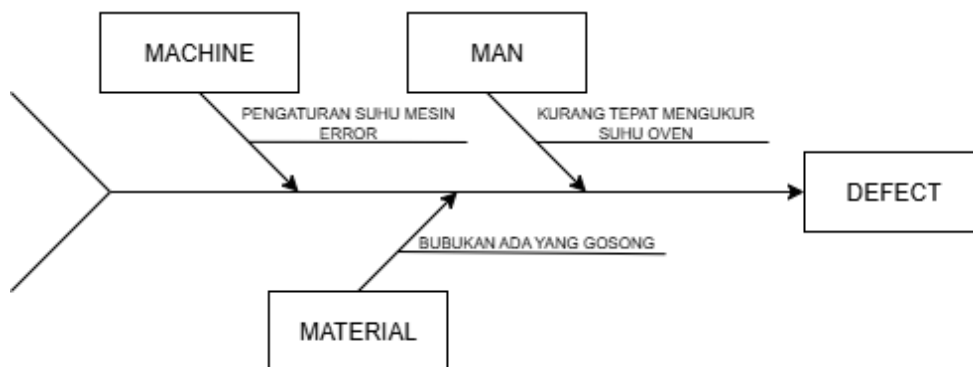 MACHINE
MAN
PENGATURAN SUHU MESIN
ERROR
KURANG TEPAT MENGUKUR
SUHU OVEN
DEFECT
BUBUKAN ADA YANG GOSONG
MATERIAL